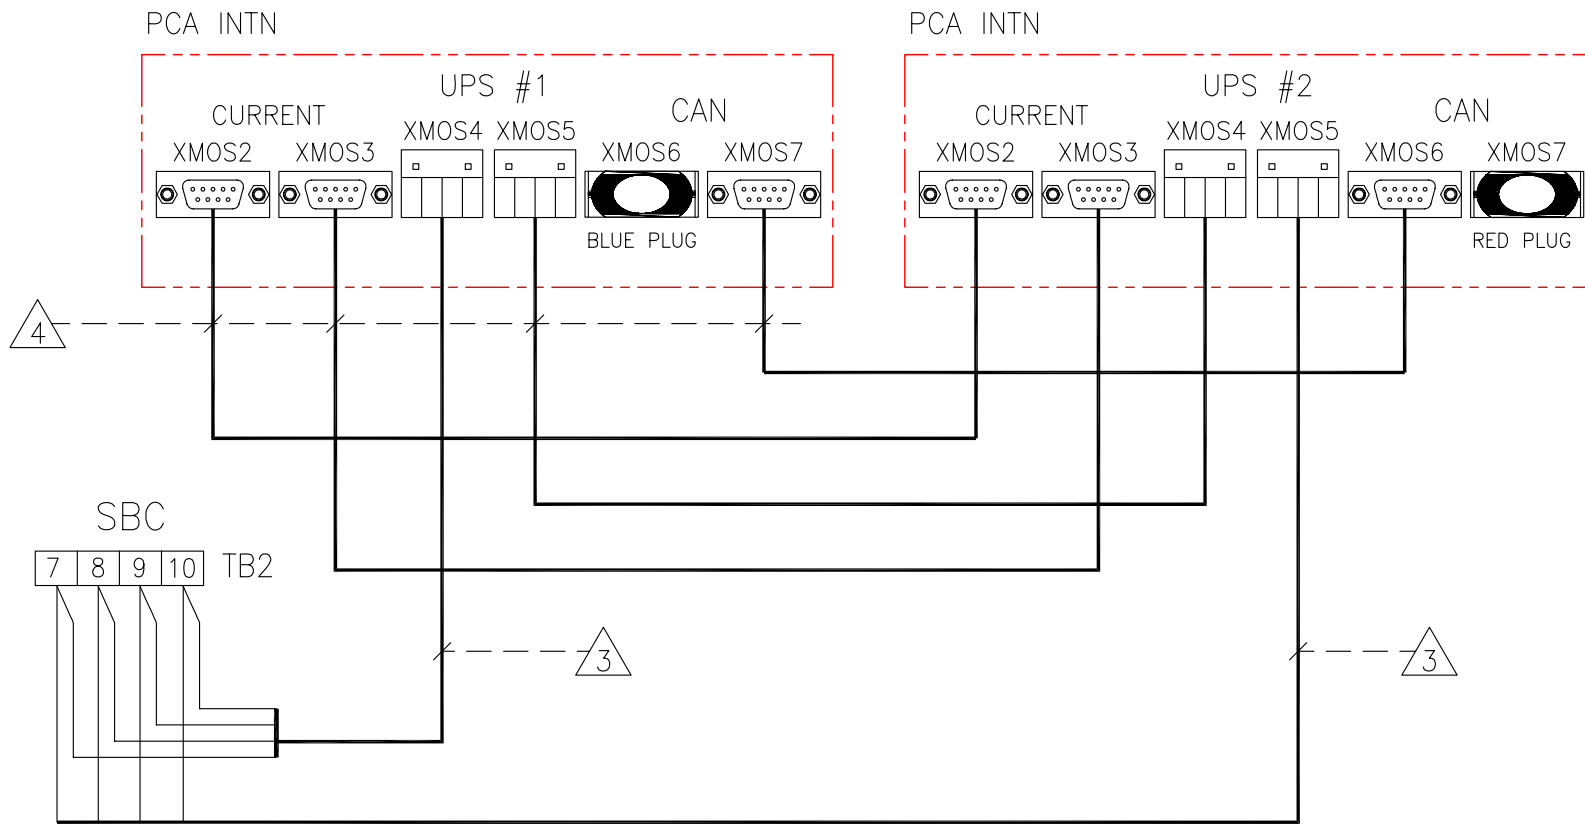 PCA INTN
PCA INTN
UPS #1
UPS #2
CURRENT
CAN
CURRENT
CAN
XMOS2
XMOS3
XMOS4
XMOS5
XMOS6
XMOS7
XMOS2
XMOS3
XMOS4
XMOS5
XMOS6
XMOS7
BLUE PLUG
RED PLUG
4
SBC
7 8 9 10 TB2
3
3